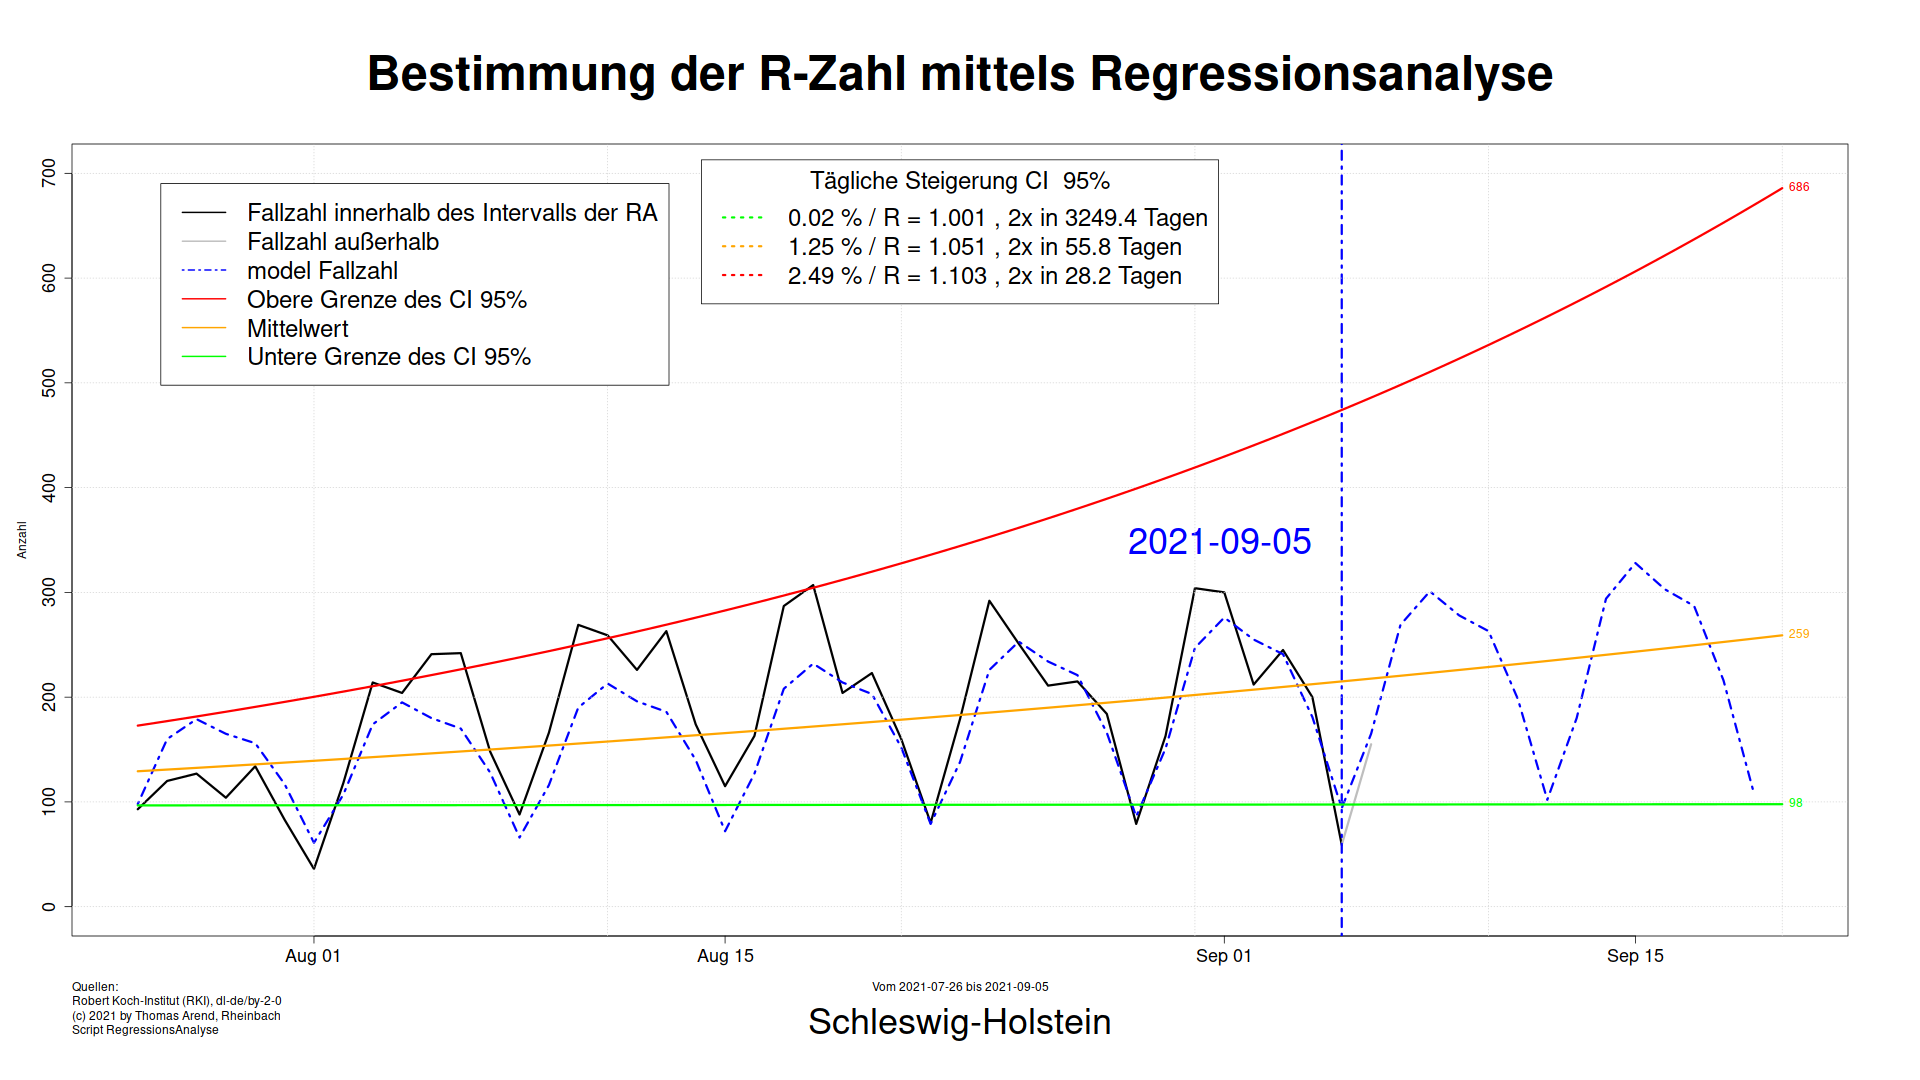 Bestimmung der R-Zahl mittels Regressionsanalyse
Anzahl
700
600
500
400
300
200
100
0
Fallzahl innerhalb des Intervalls der RA
Fallzahl außerhalb
model Fallzahl
Obere Grenze des CI 95%
Mittelwert
Untere Grenze des CI 95%
Tägliche Steigerung CI  95%
0.02 % / R = 1.001 , 2x in 3249.4 Tagen
1.25 % / R = 1.051 , 2x in 55.8 Tagen
2.49 % / R = 1.103 , 2x in 28.2 Tagen
686
2021-09-05
259
98
Aug 01
Aug 15
Sep 01
Sep 15
Quellen:
Robert Koch-Institut (RKI), dl-de/by-2-0
(c) 2021 by Thomas Arend, Rheinbach
Script RegressionsAnalyse
Vom 2021-07-26 bis 2021-09-05
Schleswig-Holstein